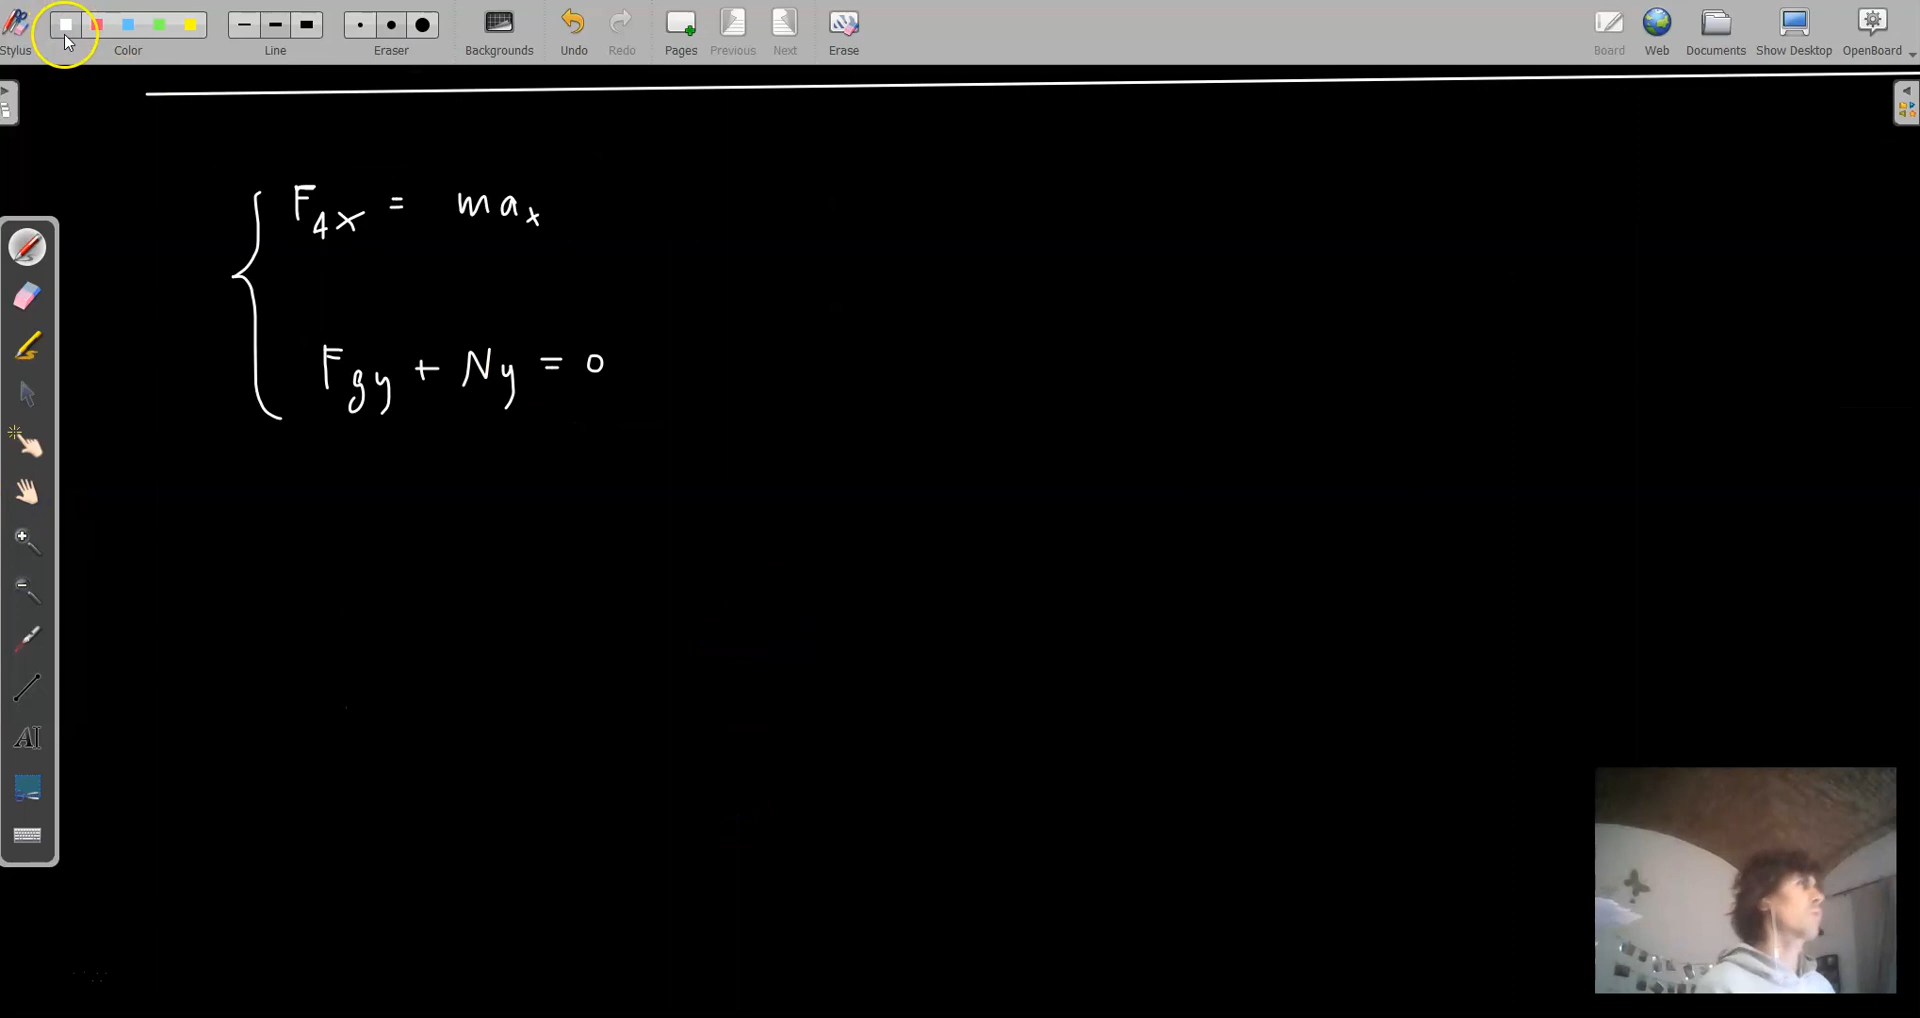 Stylus Color Line Eraser Backgrounds Undo Redo Pages Previous Next Erase Board Web Documents Show Desktop OpenBoard
F4x = max
Fgy + Ny = 0